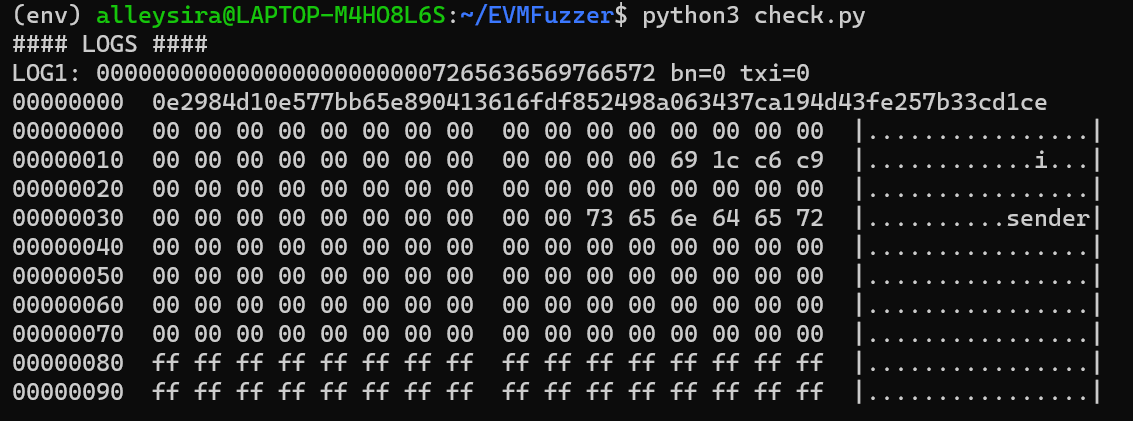 (env) alleysira@LAPTOP-M4HO8L6S:~/EVMFuzzer$ python3 check.py
#### LOGS ####
LOG1: 0000000000000000000000007265636569766572 bn=0 txi=0
00000000  0e2984d10e577bb65e890413616fdf852498a063437ca194d43fe257b33cd1ce
00000000  00 00 00 00 00 00 00 00  00 00 00 00 00 00 00 00  |................|
00000010  00 00 00 00 00 00 00 00  00 00 00 00 69 1c c6 c9  |............i...|
00000020  00 00 00 00 00 00 00 00  00 00 00 00 00 00 00 00  |................|
00000030  00 00 00 00 00 00 00 00  00 00 73 65 6e 64 65 72  |..........sender|
00000040  00 00 00 00 00 00 00 00  00 00 00 00 00 00 00 00  |................|
00000050  00 00 00 00 00 00 00 00  00 00 00 00 00 00 00 00  |................|
00000060  00 00 00 00 00 00 00 00  00 00 00 00 00 00 00 00  |................|
00000070  00 00 00 00 00 00 00 00  00 00 00 00 00 00 00 00  |................|
00000080  ff ff ff ff ff ff ff ff  ff ff ff ff ff ff ff ff  |................|
00000090  ff ff ff ff ff ff ff ff  ff ff ff ff ff ff ff ff  |................|